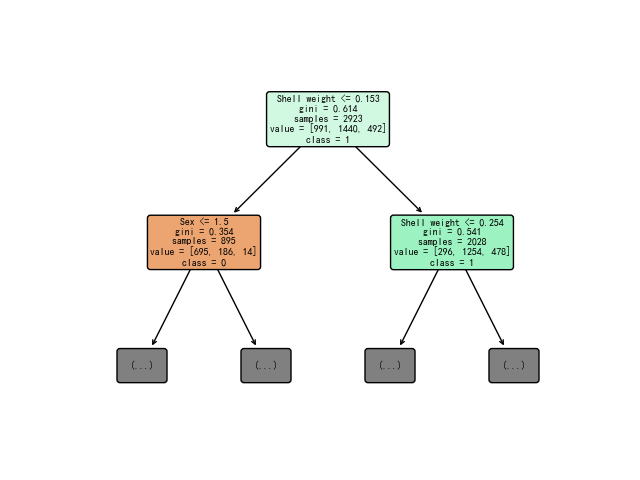 Shell weight <= 0.153
gini = 0.614
samples = 2923
value = [991, 1440, 492]
class = 1
Sex <= 1.5
gini = 0.354
samples = 895
value = [695, 186, 14]
class = 0
Shell weight <= 0.254
gini = 0.541
samples = 2028
value = [296, 1254, 478]
class = 1
(...)
(...)
(...)
(...)